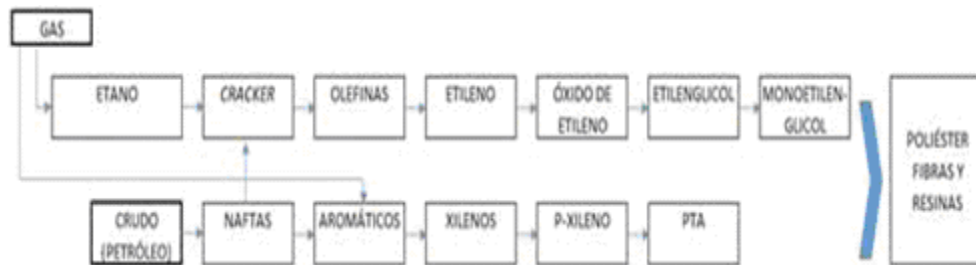 GAS
ETANO
CRACKER
OLEFINAS
ETILENO
ÓXIDO DE
ETILENO
ETILENGLICOL
MONOETILEN-
GLICOL
POLIÉSTER
FIBRAS Y
RESINAS
CRUDO
(PETRÓLEO)
NAFTAS
AROMÁTICOS
XILENOS
P-XILENO
PTA